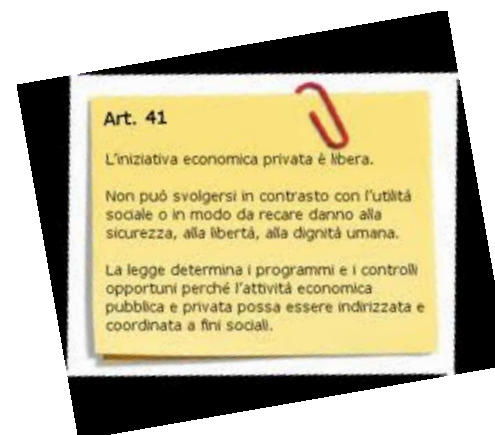 Art. 41
L'iniziativa economica privata è libera.
Non può svolgersi in contrasto con l'utilità
sociale o in modo da recare danno alla
sicurezza, alla libertà, alla dignità umana.
La legge determina i programmi e i controlli
opportuni perché l'attività economica
pubblica e privata possa essere indirizzata e
coordinata a fini sociali.